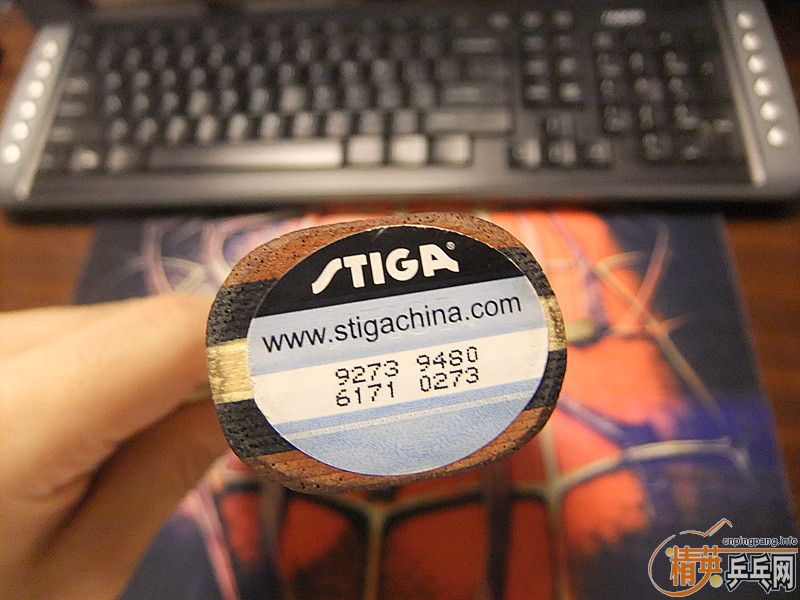 STIGA®
www.stigachina.com
9273 9480
6171 0273
cnpingpang.info
精英乒乓网